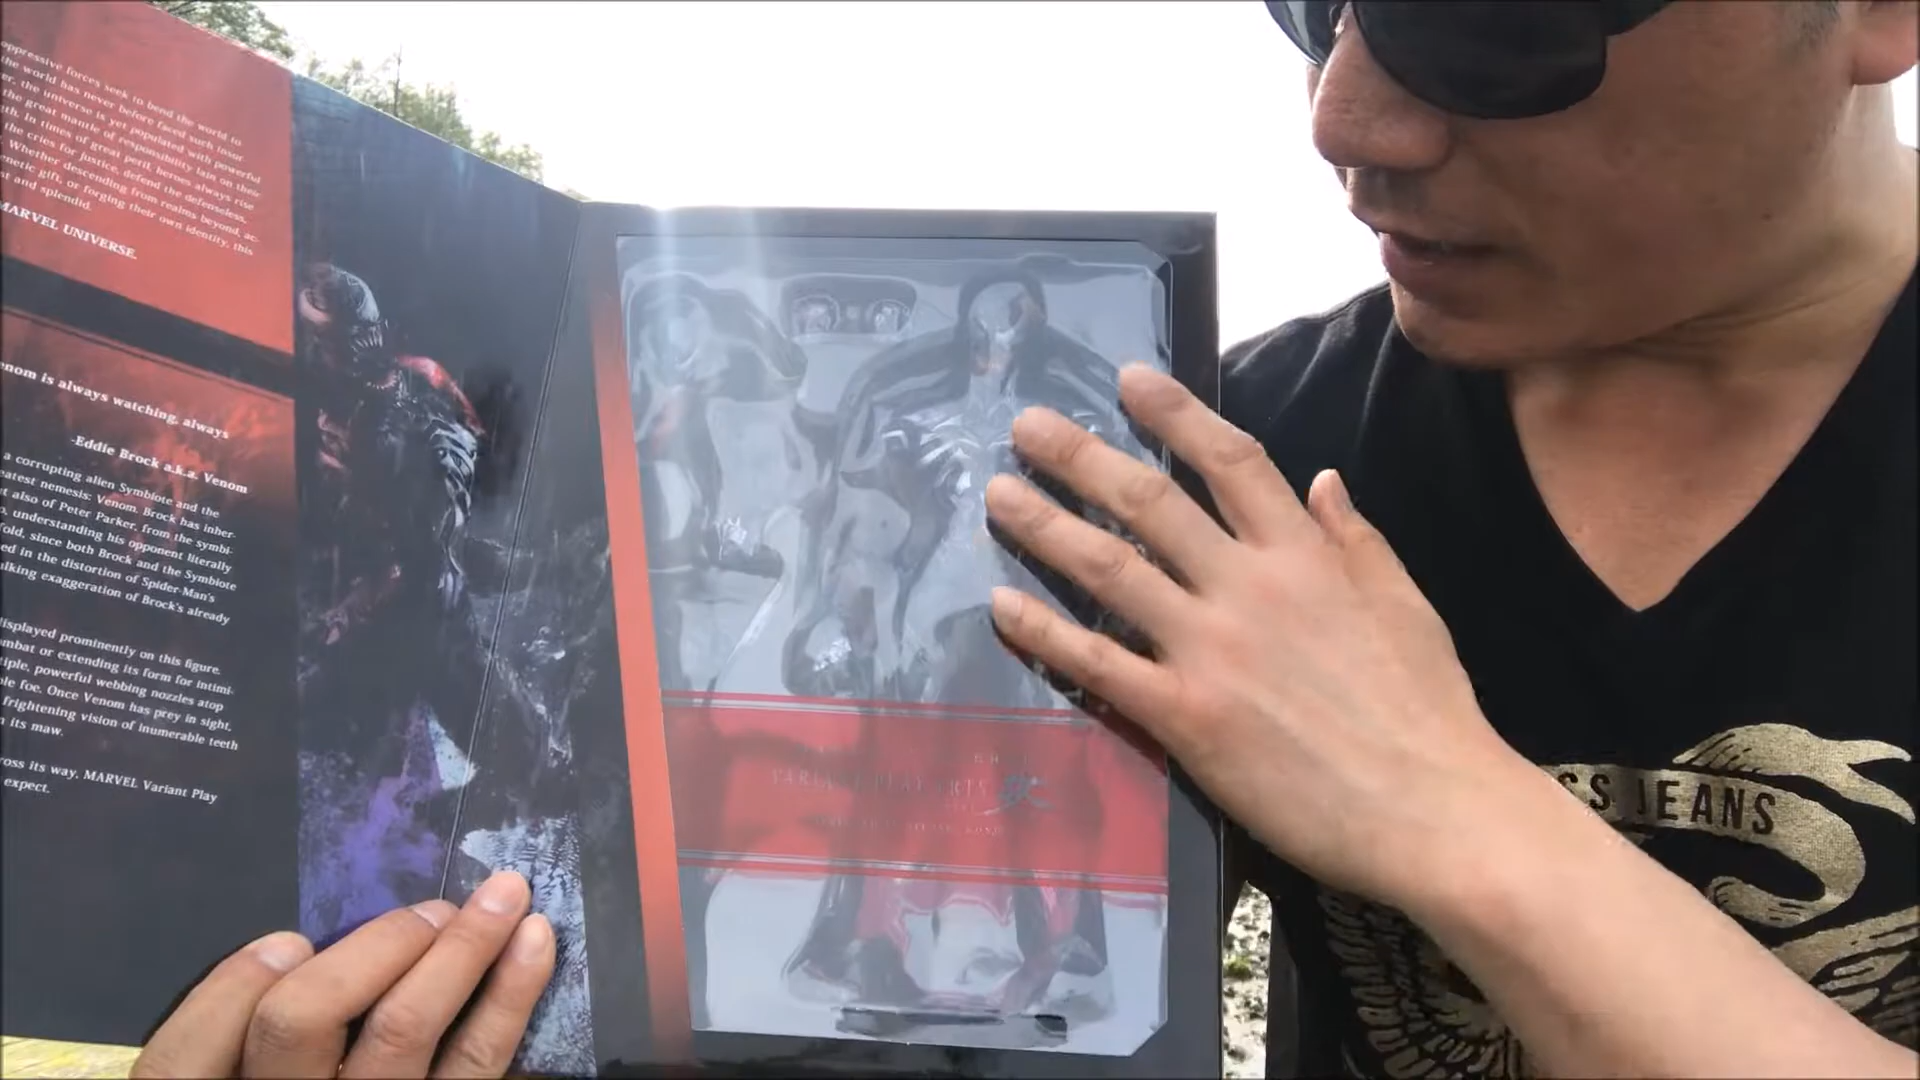 oppressive forces seek to bend the world to
the world has never before faced such insur
er, the universe is yet populated with powerful
the great mantle of responsibility lain on their
th. In times of great peril, heroes always rise
the cries for justice, defend the defenseless,
Whether descending from realms beyond, ac-
enetic gift, or forging their own identity, this
st and splendid.
MARVEL UNIVERSE.
enom is always watching, always
-Eddie Brock a.k.a. Venom
a corrupting alien Symbiote and the
eatest nemesis: Venom. Brock has inher-
t also of Peter Parker, from the symbi-
o, understanding his opponent literally
old, since both Brock and the Symbiote
ed in the distortion of Spider-Man's
ulking exaggeration of Brock's already
displayed prominently on this figure.
mbat or extending its form for intimi-
tiple, powerful webbing nozzles atop
ble foe. Once Venom has prey in sight,
frightening vision of inumerable teeth
n its maw.
ross its way. MARVEL Variant Play
expect.
PLAY ARTS 改
SS JEANS